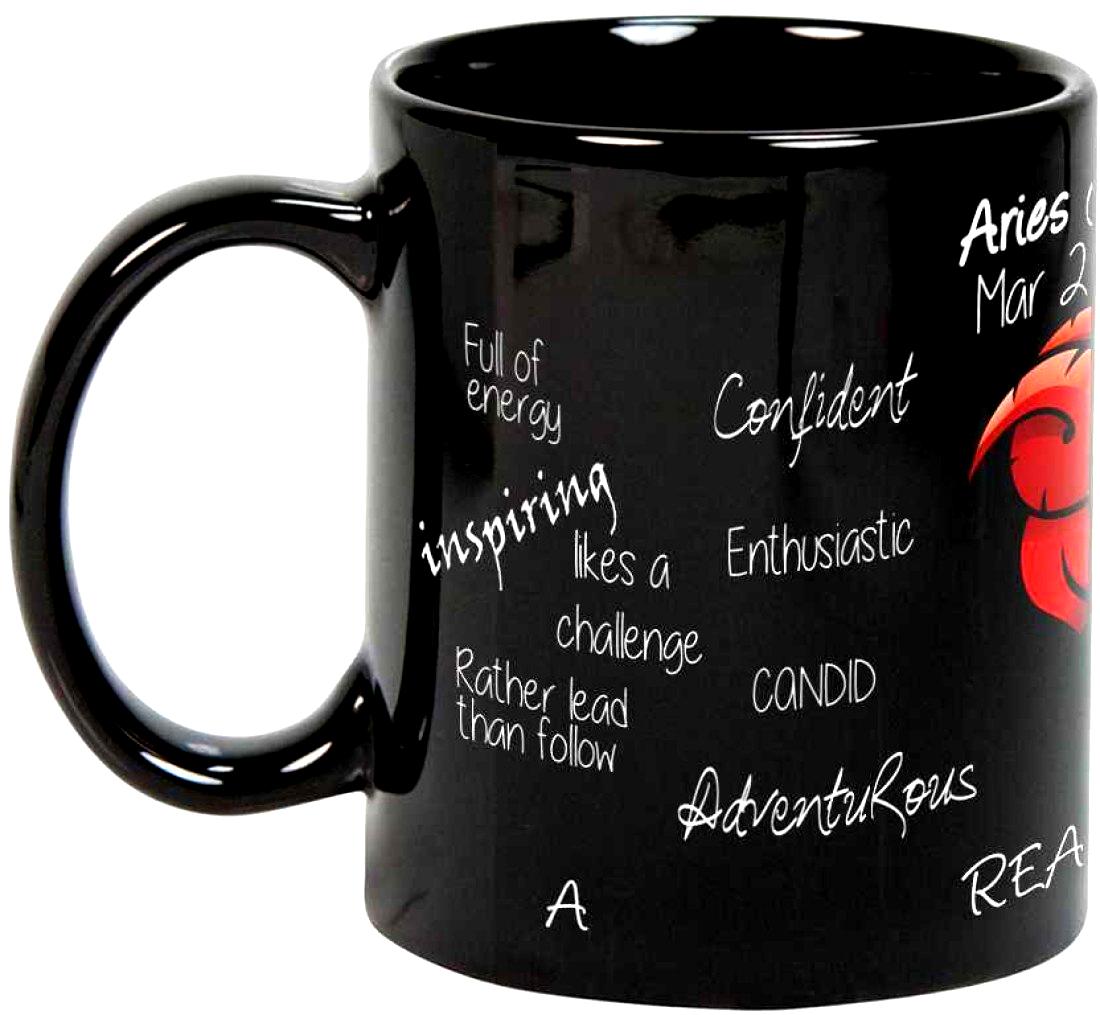 Aries (
Mar 2
Full of
energy
Confident
inspiring
likes a
challenge
Enthusiastic
Rather lead
than follow
CANDID
AdventuRous
A
REA